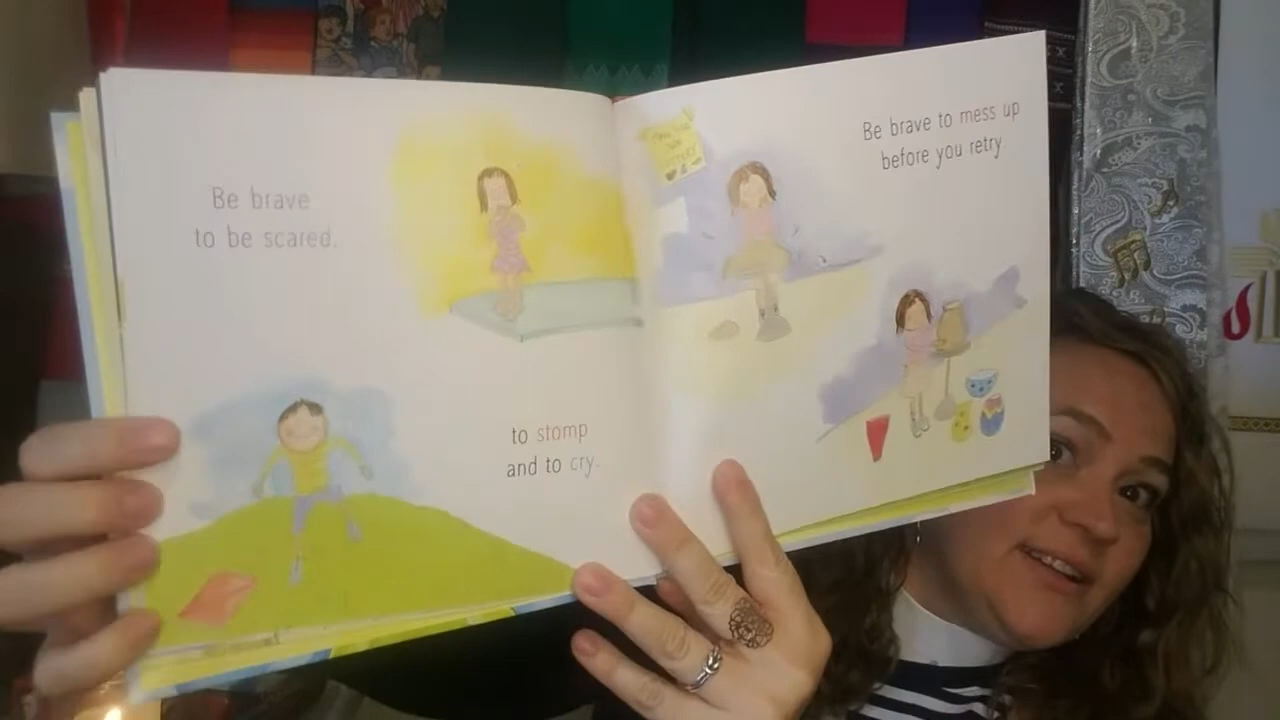 Be brave
to be scared.
to stomp
and to cry.
Be brave to mess up
before you retry.